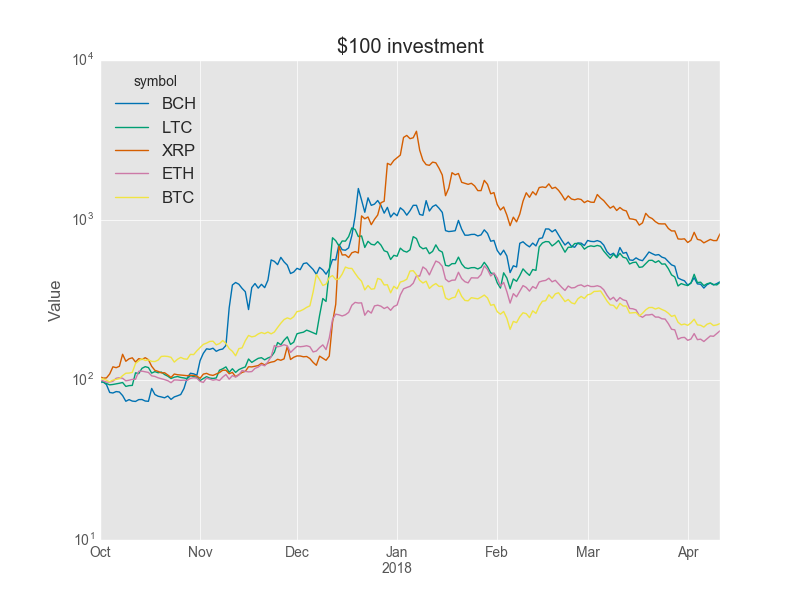 $100 investment
10^4
symbol
BCH
LTC
XRP
ETH
BTC
10^3
Value
10^2
10^1
Oct Nov Dec Jan Feb Mar Apr
2018